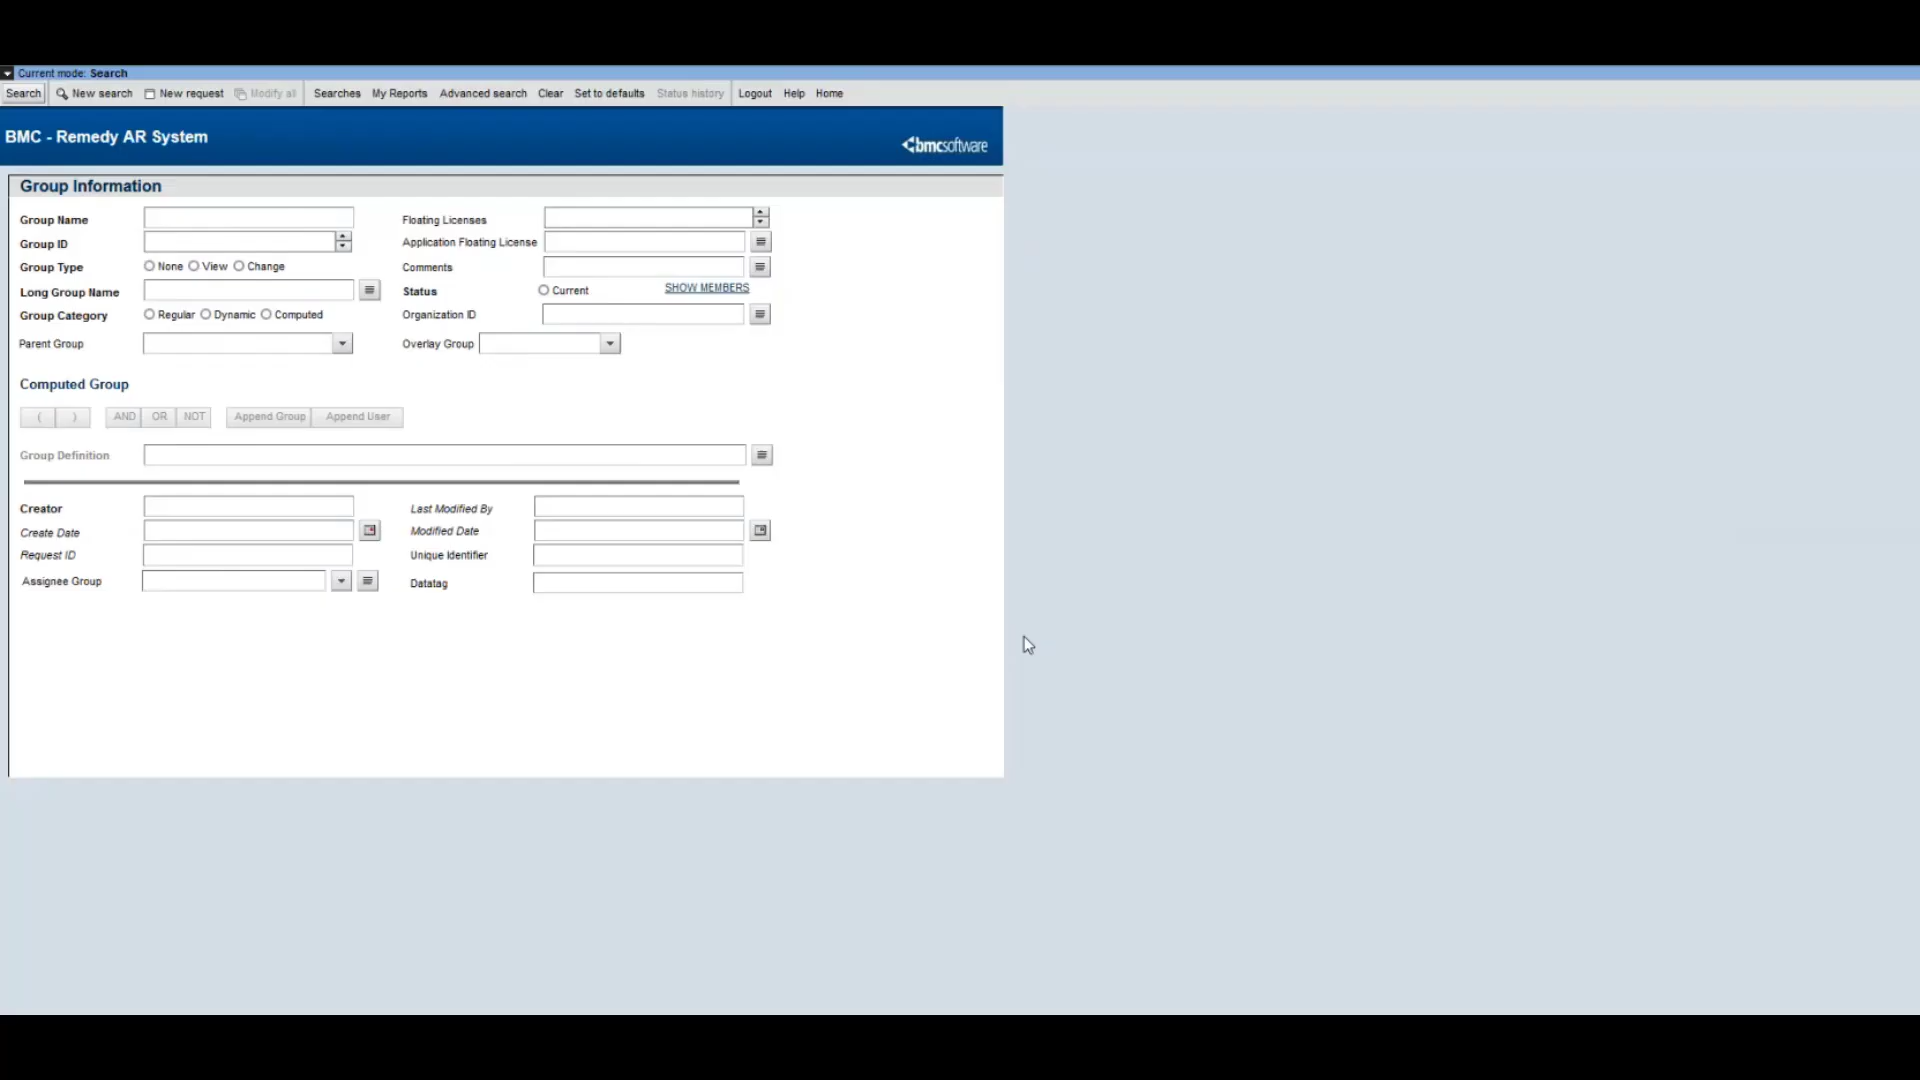 Current mode: Search
Search New search New request Modify all Searches My Reports Advanced search Clear Set to defaults Status history Logout Help Home
BMC - Remedy AR System
bmcsoftware
Group Information
Group Name Floating Licenses
Group ID Application Floating License
Group Type None View Change Comments
Long Group Name Status Current SHOW MEMBERS
Group Category Regular Dynamic Computed Organization ID
Parent Group Overlay Group
Computed Group
( ) AND OR NOT Append Group Append User
Group Definition
Creator Last Modified By
Create Date Modified Date
Request ID Unique Identifier
Assignee Group Datatag